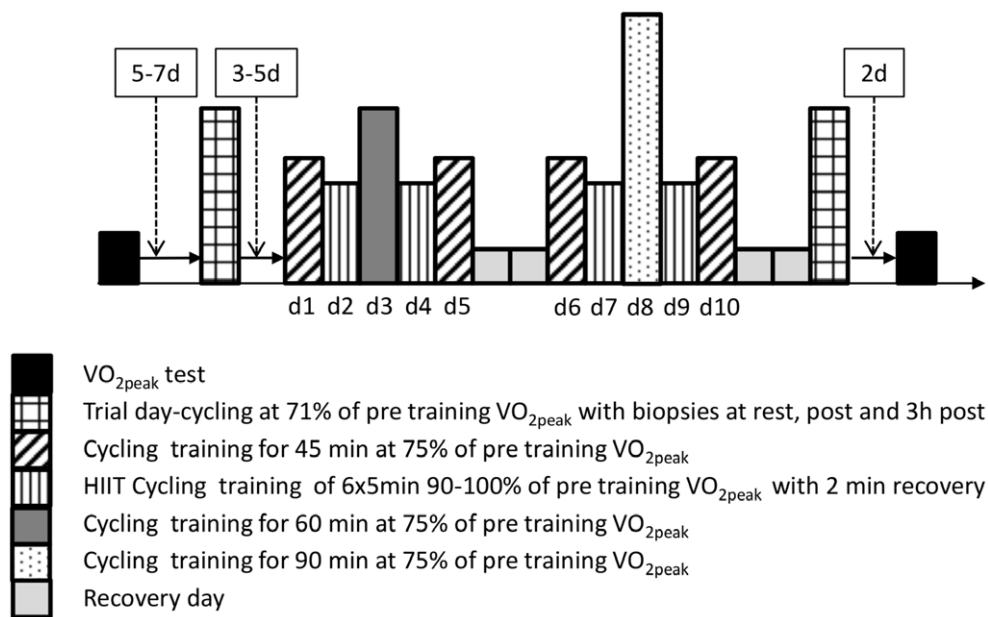 5-7d 3-5d 2d
d1 d2 d3 d4 d5 d6 d7 d8 d9 d10
VO2peak test
Trial day-cycling at 71% of pre training VO2peak with biopsies at rest, post and 3h post
Cycling training for 45 min at 75% of pre training VO2peak
HIIT Cycling training of 6x5min 90-100% of pre training VO2peak with 2 min recovery
Cycling training for 60 min at 75% of pre training VO2peak
Cycling training for 90 min at 75% of pre training VO2peak
Recovery day